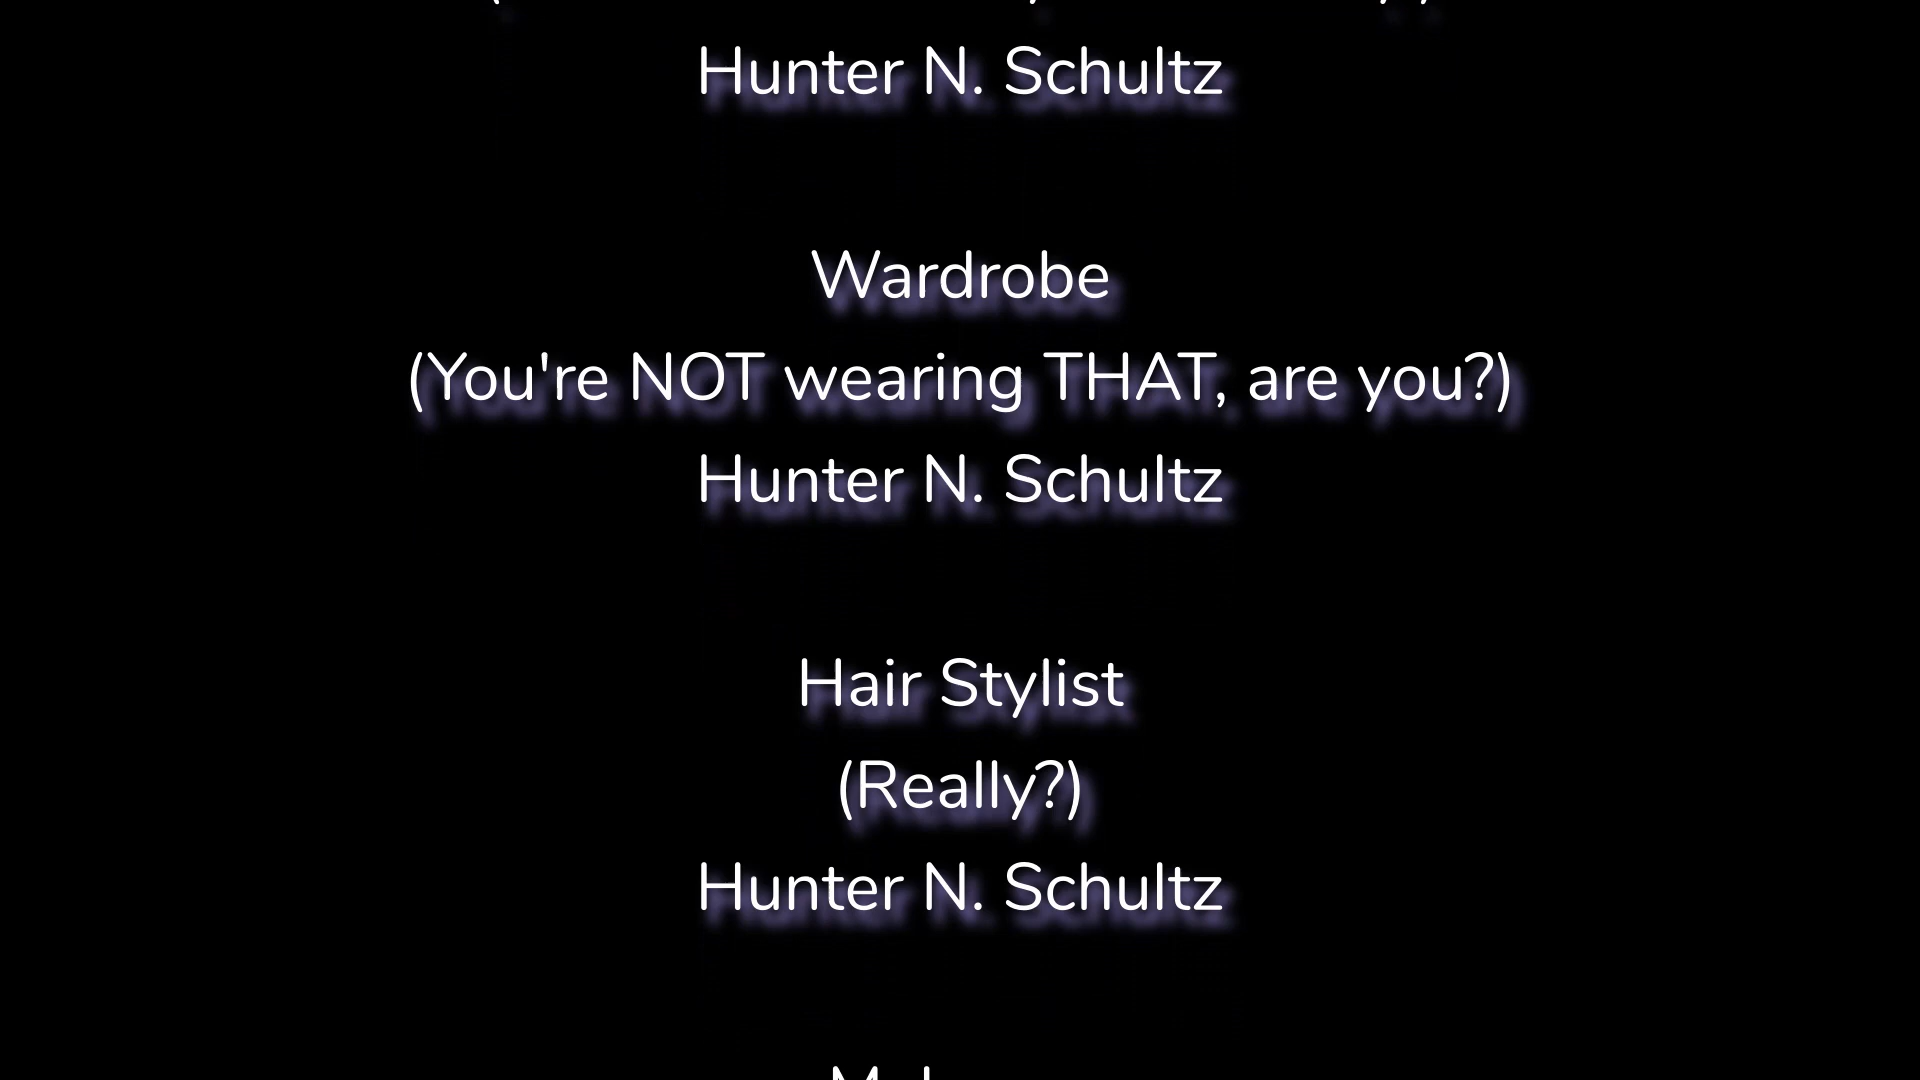 Hunter N. Schultz
Wardrobe
(You're NOT wearing THAT, are you?)
Hunter N. Schultz
Hair Stylist
(Really?)
Hunter N. Schultz